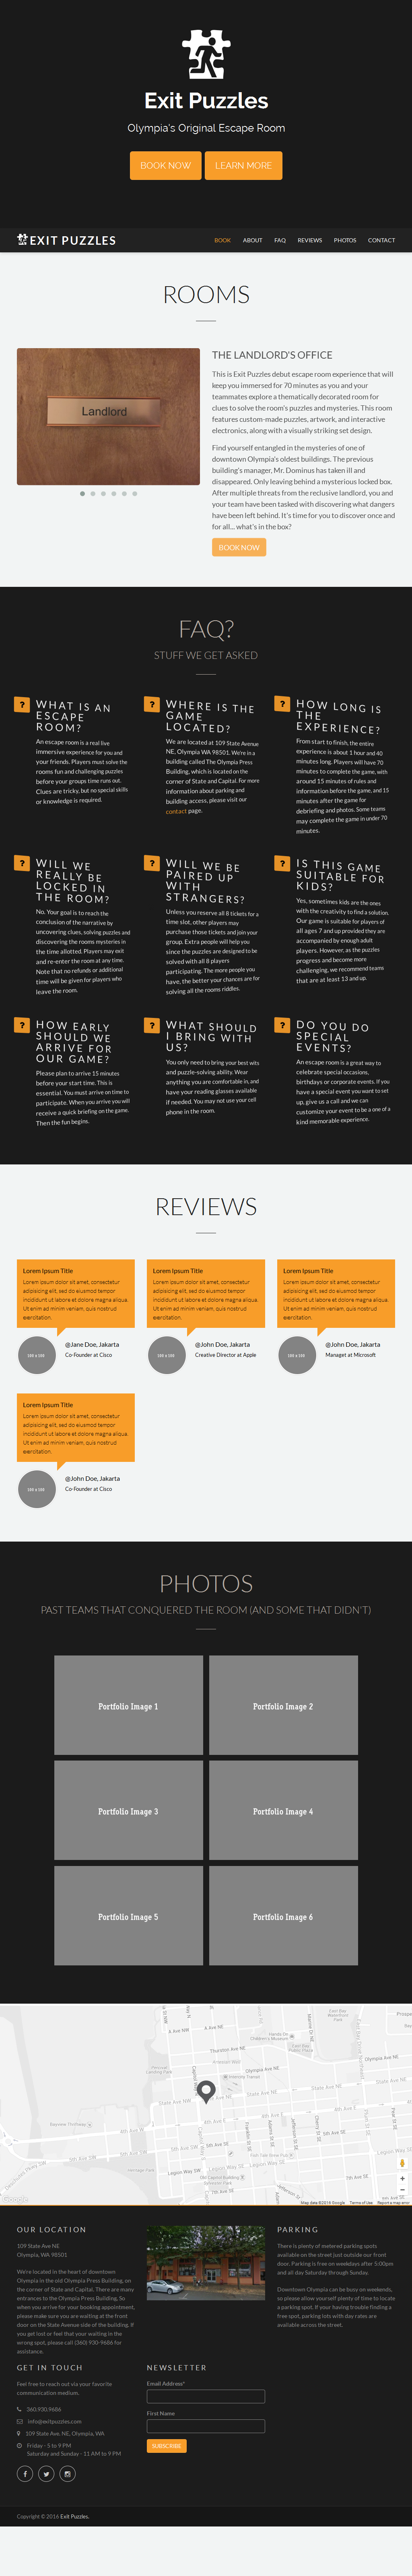 Exit Puzzles
Olympia's Original Escape Room
BOOK NOW
LEARN MORE
EXIT PUZZLES
BOOK
ABOUT
FAQ
REVIEWS
PHOTOS
CONTACT
ROOMS
Landlord
THE LANDLORD'S OFFICE
This is Exit Puzzles debut escape room experience that will
keep you immersed for 70 minutes as you and your
teammates explore a thematically decorated room for
clues to solve the room's puzzles and mysteries. This room
features custom-made puzzles, artwork, and interactive
electronics, along with a visually striking set design.
Find yourself entangled in the mysteries of one of
downtown Olympia's oldest buildings. The previous
building's manager, Mr. Dominus has taken ill and
disappeared. Only leaving behind a mysterious locked box.
After multiple threats from the reclusive landlord, you and
your team have been tasked with discovering what dangers
have been left behind. It's time for you to discover once and
for all... what's in the box?
BOOK NOW
FAQ?
STUFF WE GET ASKED
?
WHAT IS AN
ESCAPE
ROOM?
An escape room is a real live
immersive experience for you and
your friends. Players must solve the
rooms fun and challenging puzzles
before your groups time runs out.
Clues are tricky, but no special skills
or knowledge is required.
?
WHERE IS THE
GAME
LOCATED?
We are located at 109 State Avenue
NE, Olympia WA 98501. We're in a
building called The Olympia Press
Building, which is located on the
corner of State and Capital. For more
information about parking and
building access, please visit our
contact page.
?
HOW LONG IS
THE
EXPERIENCE?
From start to finish, the entire
experience is about 1 hour and 40
minutes long. Players will have 70
minutes to complete the game, with
around 15 minutes of rules and
information before the game, and 15
minutes after the game for
debriefing and photos. Some teams
may complete the game in under 70
minutes.
?
WILL WE
REALLY BE
LOCKED IN
THE ROOM?
No. Your goal is to reach the
conclusion of the narrative by
uncovering clues, solving puzzles and
discovering the rooms mysteries in
the time allotted. Players may exit
and re-enter the room at any time.
Note that no refunds or additional
time will be given for players who
leave the room.
?
WILL WE BE
PAIRED UP
WITH
STRANGERS?
Unless you reserve all 8 tickets for a
time slot, other players may
purchase those tickets and join your
group. Extra people will help you
since the puzzles are designed to be
solved with all 8 players
participating. The more people you
have, the better your chances are for
solving all the rooms riddles.
?
IS THIS GAME
SUITABLE FOR
KIDS?
Yes, sometimes kids are the ones
with the creativity to find a solution.
Our game is suitable for players of
all ages 7 and up provided they are
accompanied by enough adult
players. However, as the puzzles
progress and become more
challenging, we recommend teams
that are at least 13 and up.
?
HOW EARLY
SHOULD WE
ARRIVE FOR
OUR GAME?
Please plan to arrive 15 minutes
before your start time. This is
essential. You must arrive on time to
participate. When you arrive you will
receive a quick briefing on the game.
Then the fun begins.
?
WHAT SHOULD
I BRING WITH
US?
You only need to bring your best wits
and puzzle-solving ability. Wear
anything you are comfortable in, and
have your reading glasses available
if needed. You may not use your cell
phone in the room.
?
DO YOU DO
SPECIAL
EVENTS?
An escape room is a great way to
celebrate special occasions,
birthdays or corporate events. If you
have a special event you want to set
up, give us a call and we can
customize your event to be a one of a
kind memorable experience.
REVIEWS
Lorem Ipsum Title
Lorem ipsum dolor sit amet, consectetur
adipisicing elit, sed do eiusmod tempor
incididunt ut labore et dolore magna aliqua.
Ut enim ad minim veniam, quis nostrud
exercitation.
100 x 100
@Jane Doe, Jakarta
Co-Founder at Cisco
Lorem Ipsum Title
Lorem ipsum dolor sit amet, consectetur
adipisicing elit, sed do eiusmod tempor
incididunt ut labore et dolore magna aliqua.
Ut enim ad minim veniam, quis nostrud
exercitation.
100 x 100
@John Doe, Jakarta
Creative Director at Apple
Lorem Ipsum Title
Lorem ipsum dolor sit amet, consectetur
adipisicing elit, sed do eiusmod tempor
incididunt ut labore et dolore magna aliqua.
Ut enim ad minim veniam, quis nostrud
exercitation.
100 x 100
@John Doe, Jakarta
Managet at Microsoft
Lorem Ipsum Title
Lorem ipsum dolor sit amet, consectetur
adipisicing elit, sed do eiusmod tempor
incididunt ut labore et dolore magna aliqua.
Ut enim ad minim veniam, quis nostrud
exercitation.
100 x 100
@John Doe, Jakarta
Co-Founder at Cisco
PHOTOS
PAST TEAMS THAT CONQUERED THE ROOM (AND SOME THAT DIDN'T)
Portfolio Image 1
Portfolio Image 2
Portfolio Image 3
Portfolio Image 4
Portfolio Image 5
Portfolio Image 6
Thurston Ave NE
Olympia Ave NE
State Ave NE
Legion Way SW
Legion Way SE
7th Ave SE
Google
Map data ©2016 Google
Terms of Use
Report a map error
OUR LOCATION
109 State Ave NE
Olympia, WA 98501
We're located in the heart of downtown
Olympia in the old Olympia Press Building, on
the corner of State and Capital. There are many
entrances to the Olympia Press Building, So
when you arrive for your booking appointment,
please make sure you are waiting at the front
door on the State Avenue side of the building. If
you get lost or feel that your waiting in the
wrong spot, please call (360) 930-9686 for
assistance.
PARKING
There is plenty of metered parking spots
available on the street just outside our front
door. Parking is free on weekdays after 5:00pm
and all day Saturday through Sunday.
Downtown Olympia can be busy on weekends,
so please allow yourself plenty of time to locate
a parking spot. If your having trouble finding a
free spot, parking lots with day rates are
available across the street.
GET IN TOUCH
Feel free to reach out via your favorite
communication medium.
360.930.9686
info@exitpuzzles.com
109 State Ave. NE, Olympia, WA
Friday - 5 to 9 PM
Saturday and Sunday - 11 AM to 9 PM
NEWSLETTER
Email Address*
First Name
SUBSCRIBE
Copyright © 2016 Exit Puzzles.